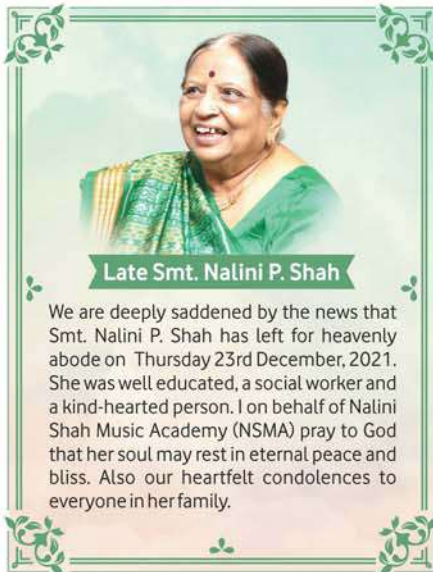 Late Smt. Nalini P. Shah
We are deeply saddened by the news that
Smt. Nalini P. Shah has left for heavenly
abode on Thursday 23rd December, 2021.
She was well educated, a social worker and
a kind-hearted person. I on behalf of Nalini
Shah Music Academy (NSMA) pray to God
that her soul may rest in eternal peace and
bliss. Also our heartfelt condolences to
everyone in her family.